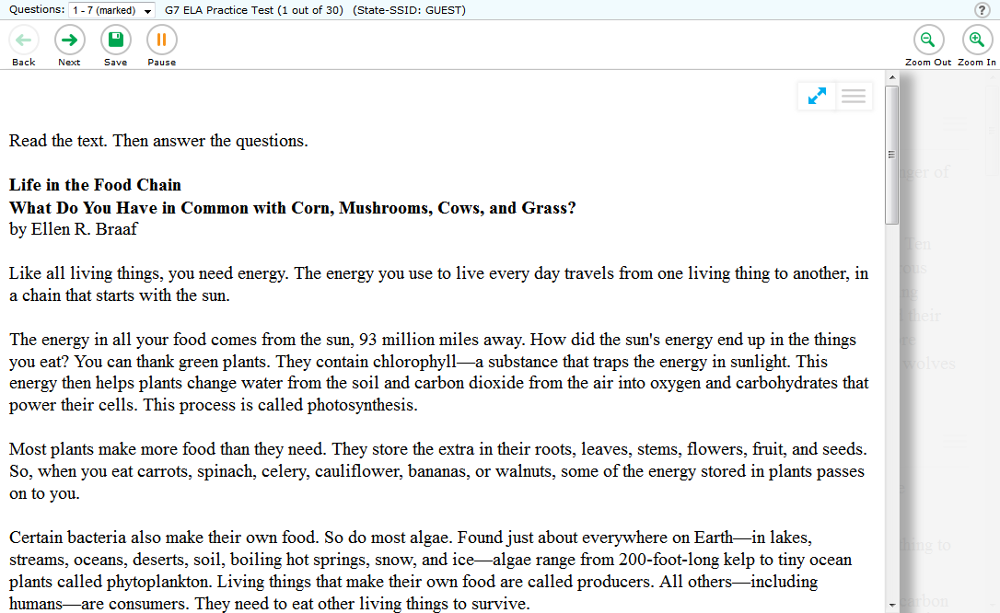 Questions: 1 - 7 (marked) G7 ELA Practice Test (1 out of 30) (State-SSID: GUEST) ?
Back Next Save Pause Zoom Out Zoom In
Read the text. Then answer the questions.
Life in the Food Chain
What Do You Have in Common with Corn, Mushrooms, Cows, and Grass?
by Ellen R. Braaf
Like all living things, you need energy. The energy you use to live every day travels from one living thing to another, in
a chain that starts with the sun.
The energy in all your food comes from the sun, 93 million miles away. How did the sun's energy end up in the things
you eat? You can thank green plants. They contain chlorophyll—a substance that traps the energy in sunlight. This
energy then helps plants change water from the soil and carbon dioxide from the air into oxygen and carbohydrates that
power their cells. This process is called photosynthesis.
Most plants make more food than they need. They store the extra in their roots, leaves, stems, flowers, fruit, and seeds.
So, when you eat carrots, spinach, celery, cauliflower, bananas, or walnuts, some of the energy stored in plants passes
on to you.
Certain bacteria also make their own food. So do most algae. Found just about everywhere on Earth—in lakes,
streams, oceans, deserts, soil, boiling hot springs, snow, and ice—algae range from 200-foot-long kelp to tiny ocean
plants called phytoplankton. Living things that make their own food are called producers. All others—including
humans—are consumers. They need to eat other living things to survive.
of
Ten
their
wolves
to
carbon